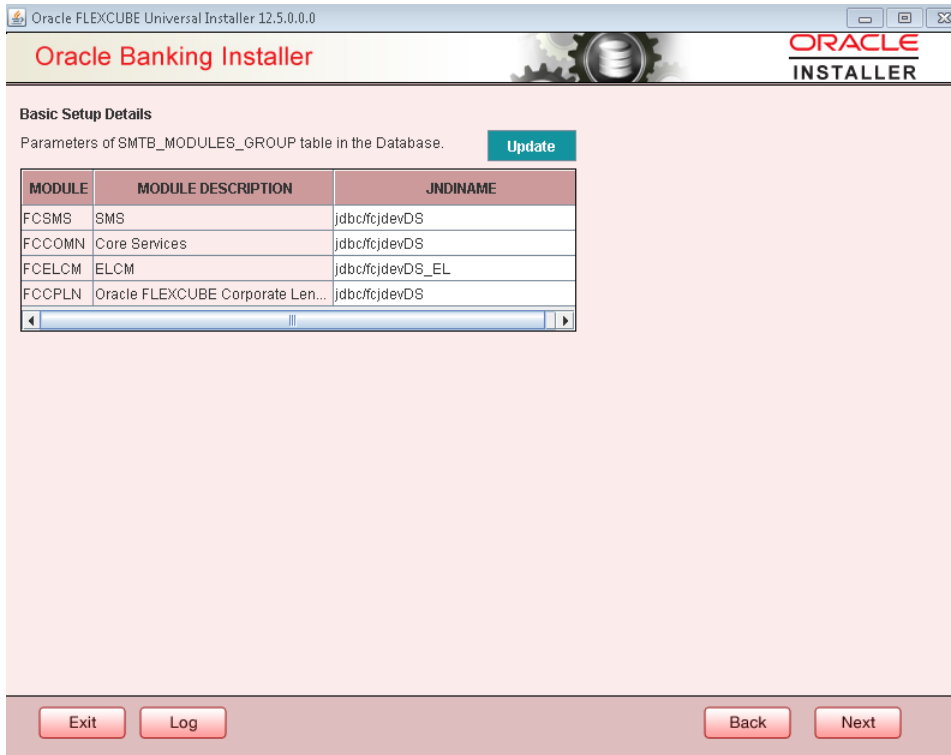 Oracle FLEXCUBE Universal Installer 12.5.0.0.0
Oracle Banking Installer
ORACLE
INSTALLER
Basic Setup Details
Parameters of SMTB_MODULES_GROUP table in the Database.
Update
MODULE MODULE DESCRIPTION JNDINAME
FCSMS SMS jdbc/fcjdevDS
FCCOMN Core Services jdbc/fcjdevDS
FCELCM ELCM jdbc/fcjdevDS_EL
FCCPLN Oracle FLEXCUBE Corporate Len... jdbc/fcjdevDS
Exit Log Back Next